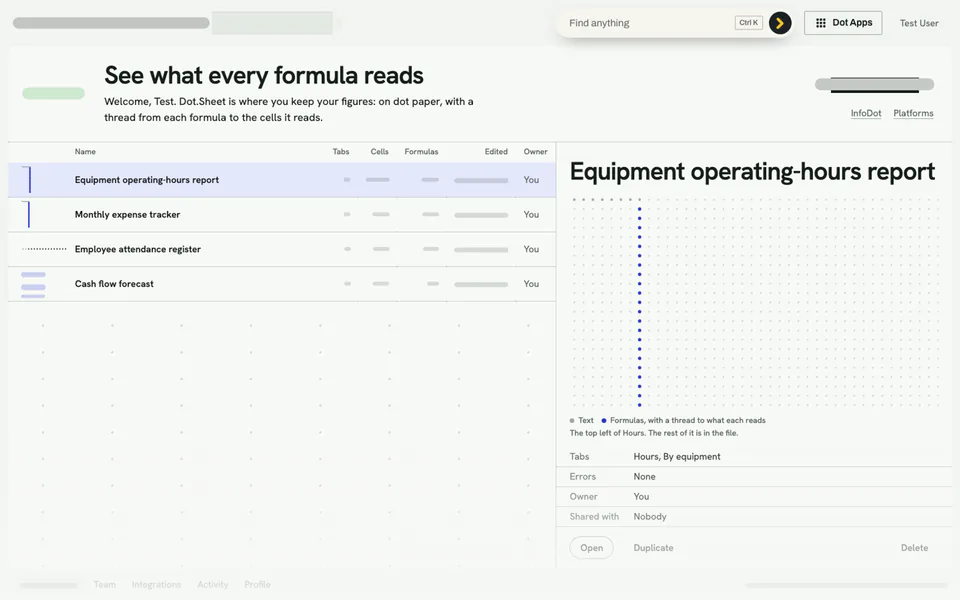 Find anything
Ctrl K
Dot Apps
Test User
See what every formula reads
Welcome, Test. Dot.Sheet is where you keep your figures: on dot paper, with a
thread from each formula to the cells it reads.
InfoDot
Platforms
Name Tabs Cells Formulas Edited Owner
Equipment operating-hours report You
Monthly expense tracker You
Employee attendance register You
Cash flow forecast You
Equipment operating-hours report
Text Formulas, with a thread to what each reads
The top left of Hours. The rest of it is in the file.
Tabs Hours, By equipment
Errors None
Owner You
Shared with Nobody
Open Duplicate Delete
Team Integrations Activity Profile